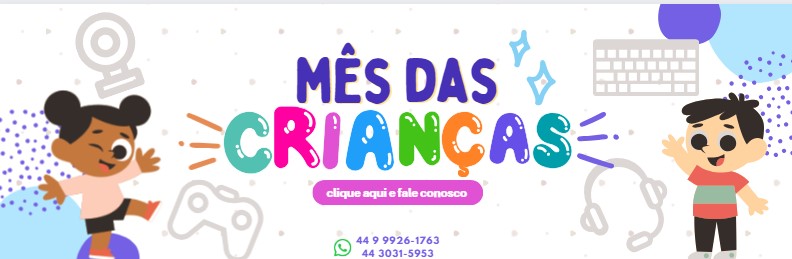 MÊS DAS
CRIANÇAS
clique aqui e fale conosco
44 9 9926-1763
44 3031-5953